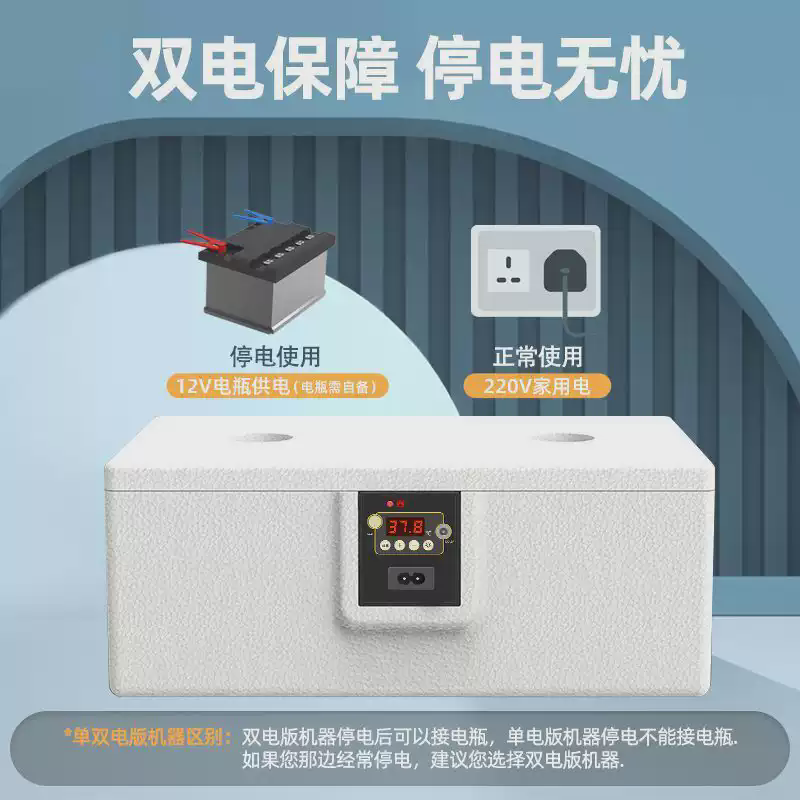 双电保障 停电无忧
停电使用
12V电瓶供电（电瓶需自备）
正常使用
220V家用电
37.8
℃
*单双电版机器区别：双电版机器停电后可以接电瓶，单电版机器停电不能接电瓶.
如果您那边经常停电，建议您选择双电版机器.